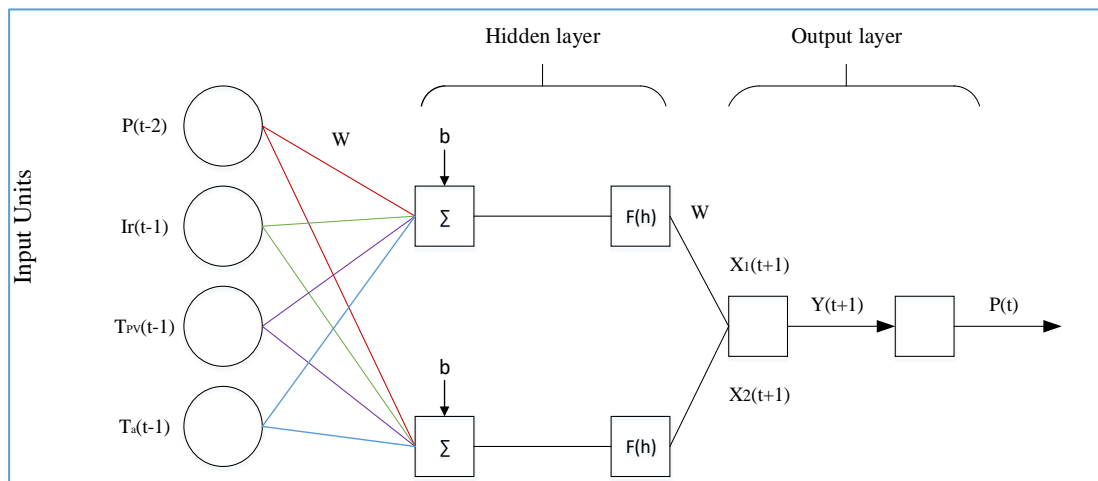 Hidden layer
Output layer
Input Units
P(t-2)
W
b
Ir(t-1)
Σ
F(h)
W
X1(t+1)
TPV(t-1)
Y(t+1)
P(t)
b
X2(t+1)
Ta(t-1)
Σ
F(h)